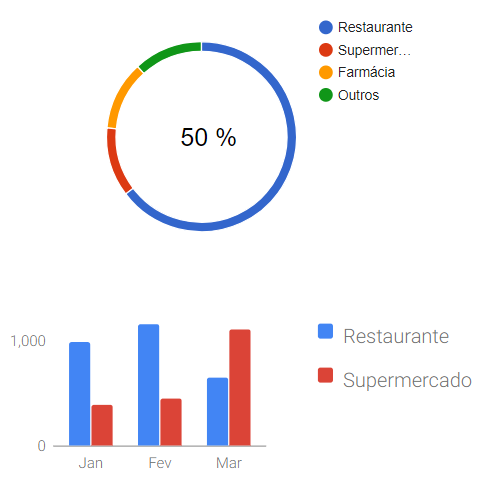 Restaurante
Supermer...
Farmácia
Outros
50 %
1,000
0
Jan
Fev
Mar
Restaurante
Supermercado